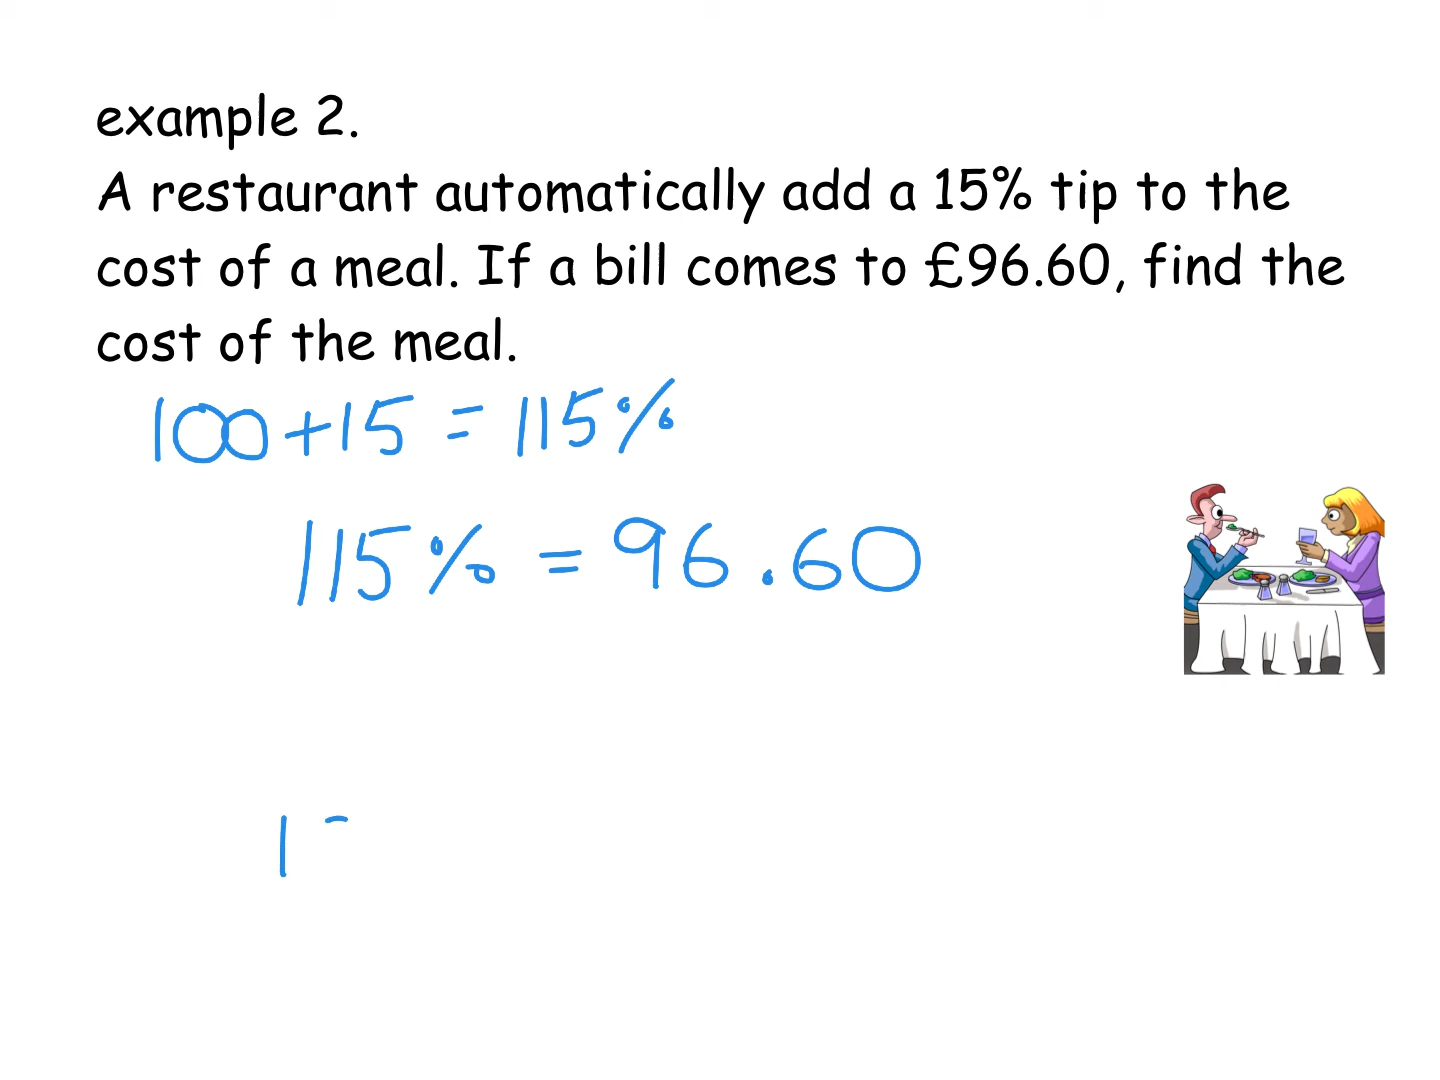 example 2.
A restaurant automatically add a 15% tip to the
cost of a meal. If a bill comes to £96.60, find the
cost of the meal.
100+15 = 115%
115% = 96.60
1